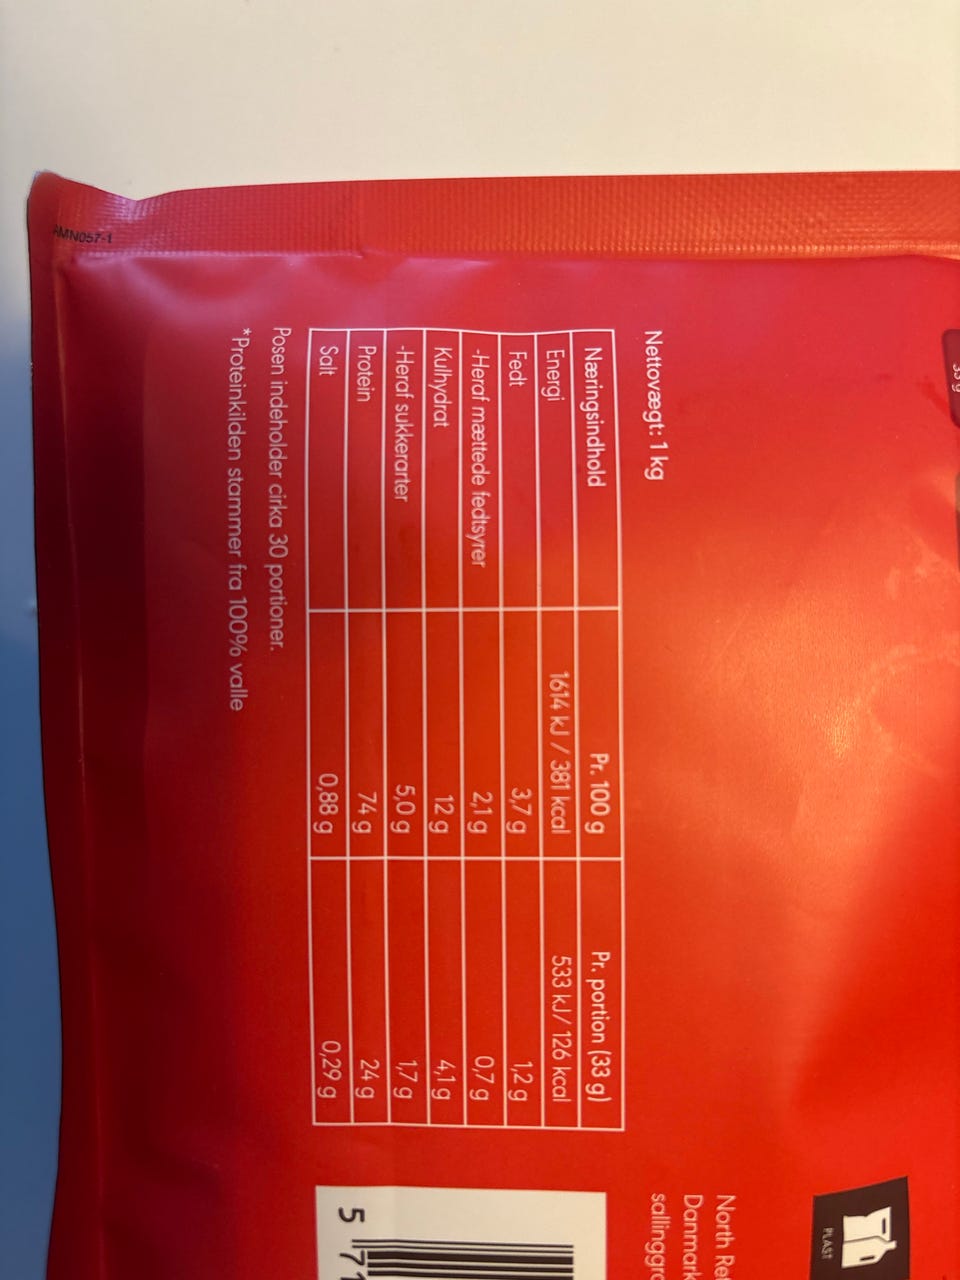 33 g
Nettovægt: 1 kg
Næringsindhold Pr. 100 g Pr. portion (33 g)
Energi 1614 kJ / 381 kcal 533 kJ/ 126 kcal
Fedt 3,7 g 1,2 g
-Heraf mættede fedtsyrer 2,1 g 0,7 g
Kulhydrat 12 g 4,1 g
-Heraf sukkerarter 5,0 g 1,7 g
Protein 74 g 24 g
Salt 0,88 g 0,29 g
Posen indeholder cirka 30 portioner.
*Proteinkilden stammer fra 100% valle
AMN057-1
PLAST
North
Danmark
5 71